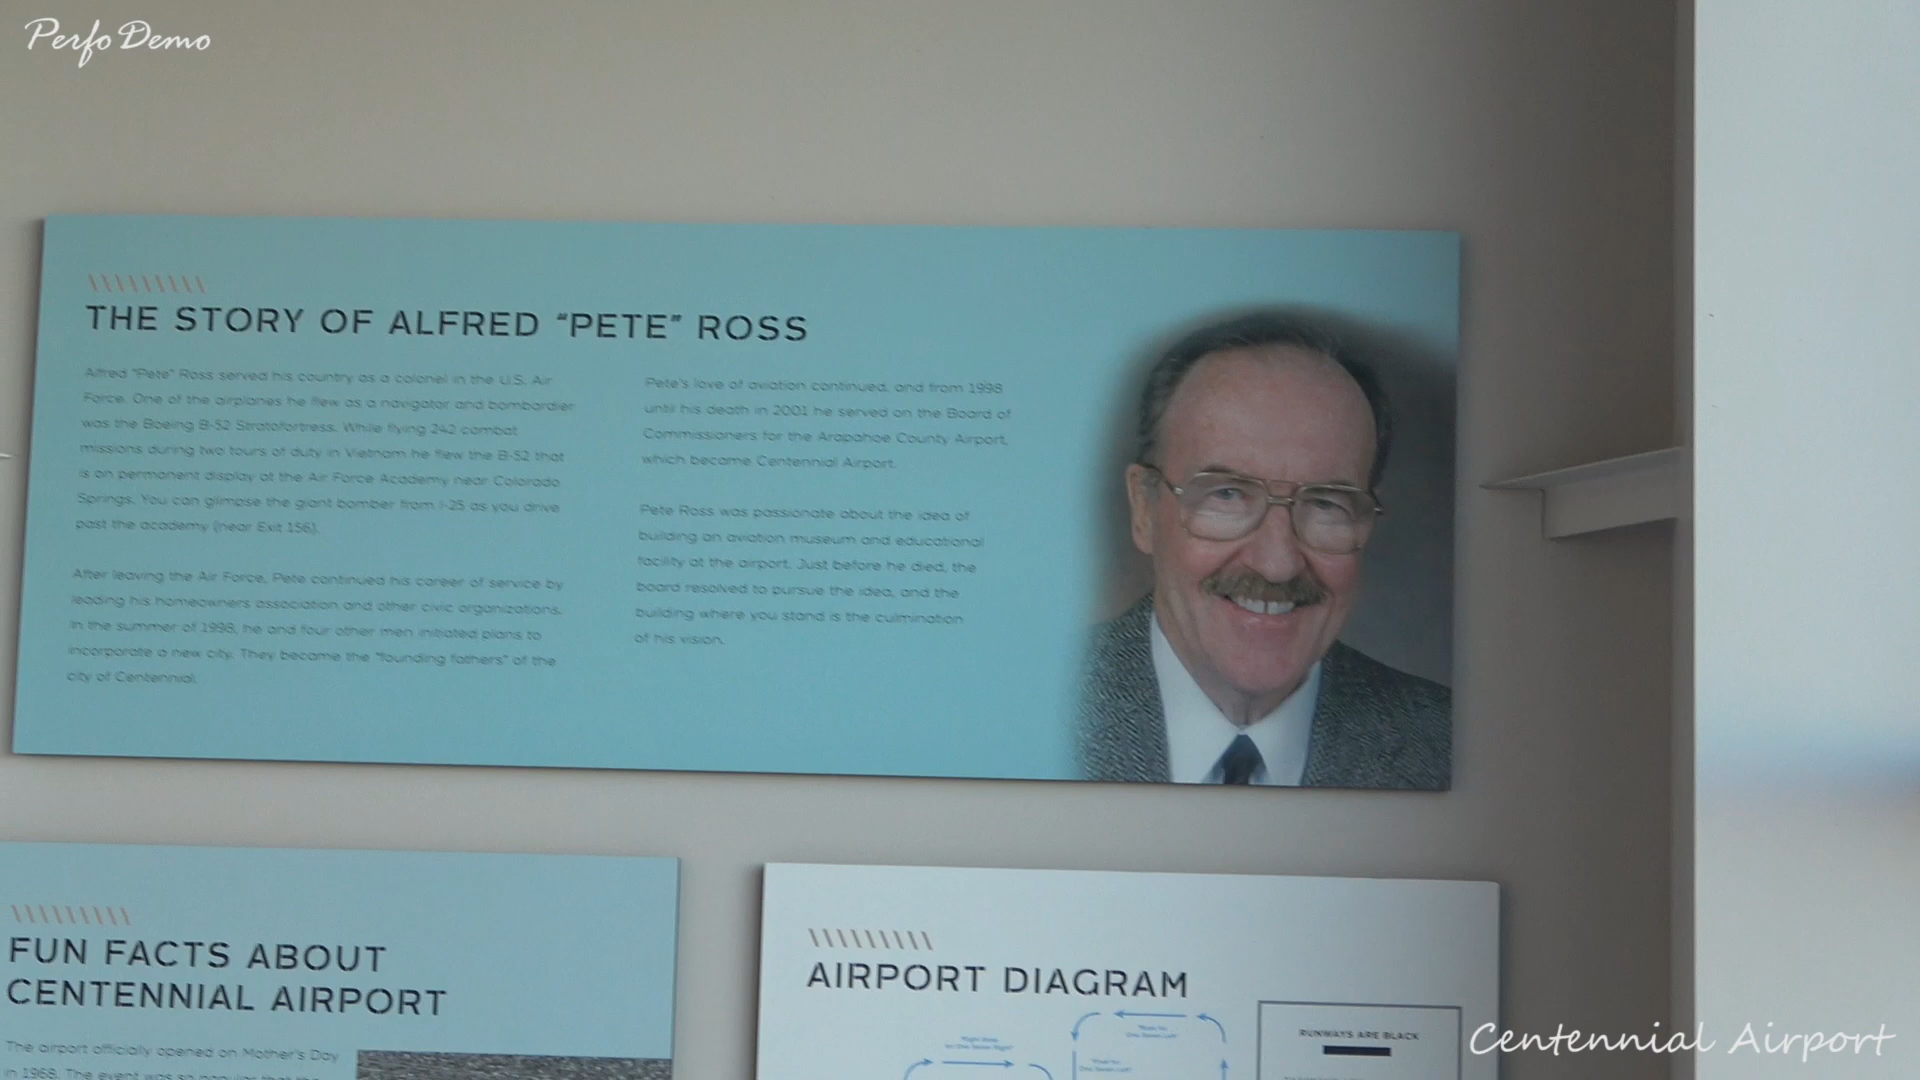 Perfo Demo
THE STORY OF ALFRED "PETE" ROSS
Alfred "Pete" Ross served his country as a colonel in the U.S. Air
Force. One of the airplanes he flew as a navigator and bombardier
was the Boeing B-52 Stratofortress. While flying 242 combat
missions during two tours of duty in Vietnam he flew the B-52 that
is on permanent display at the Air Force Academy near Colorado
Springs. You can glimpse the giant bomber from I-25 as you drive
past the academy (near Exit 156).
After leaving the Air Force, Pete continued his career of service by
leading his homeowners association and other civic organizations.
In the summer of 1998, he and four other men initiated plans to
incorporate a new city. They became the "founding fathers" of the
city of Centennial.
Pete's love of aviation continued, and from 1998
until his death in 2001 he served on the Board of
Commissioners for the Arapahoe County Airport,
which became Centennial Airport.
Pete Ross was passionate about the idea of
building an aviation museum and educational
facility at the airport. Just before he died, the
board resolved to pursue the idea, and the
building where you stand is the culmination
of his vision.
FUN FACTS ABOUT
CENTENNIAL AIRPORT
The airport officially opened on Mother's Day
in 1968. The event was so popular that the
AIRPORT DIAGRAM
RUNWAYS ARE BLACK
Centennial Airport